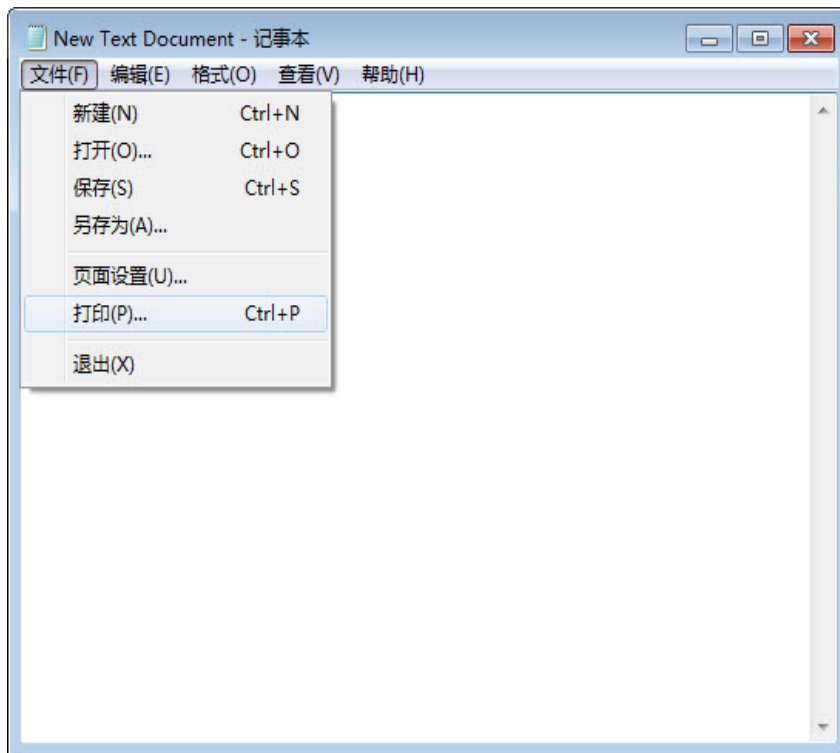 New Text Document - 记事本
文件(F) 编辑(E) 格式(O) 查看(V) 帮助(H)
新建(N) Ctrl+N
打开(O)... Ctrl+O
保存(S) Ctrl+S
另存为(A)...
页面设置(U)...
打印(P)... Ctrl+P
退出(X)